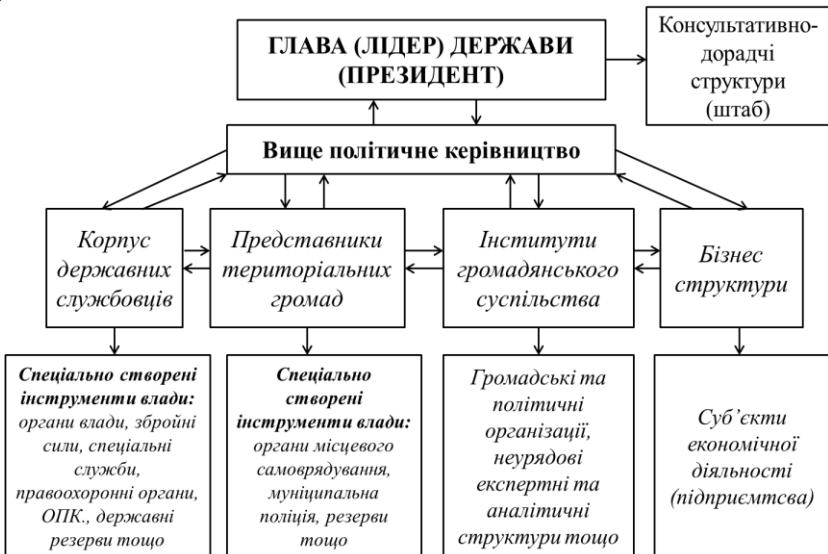 ГЛАВА (ЛІДЕР) ДЕРЖАВИ
(ПРЕЗИДЕНТ)
Консультативно-
дорадчі
структури
(штаб)
Вище політичне керівництво
Корпус
державних
службовців
Представники
територіальних
громад
Інститути
громадянського
суспільства
Бізнес
структури
Спеціально створені
інструменти влади:
органи влади, збройні
сили, спеціальні
служби,
правоохоронні органи,
ОПК., державні
резерви тощо
Спеціально
створені
інструменти влади:
органи місцевого
самоврядування,
муніципальна
поліція, резерви
тощо
Громадські та
політичні
організації,
неурядові
експертні та
аналітичні
структури тощо
Суб’єкти
економічної
діяльності
(підприємтсва)